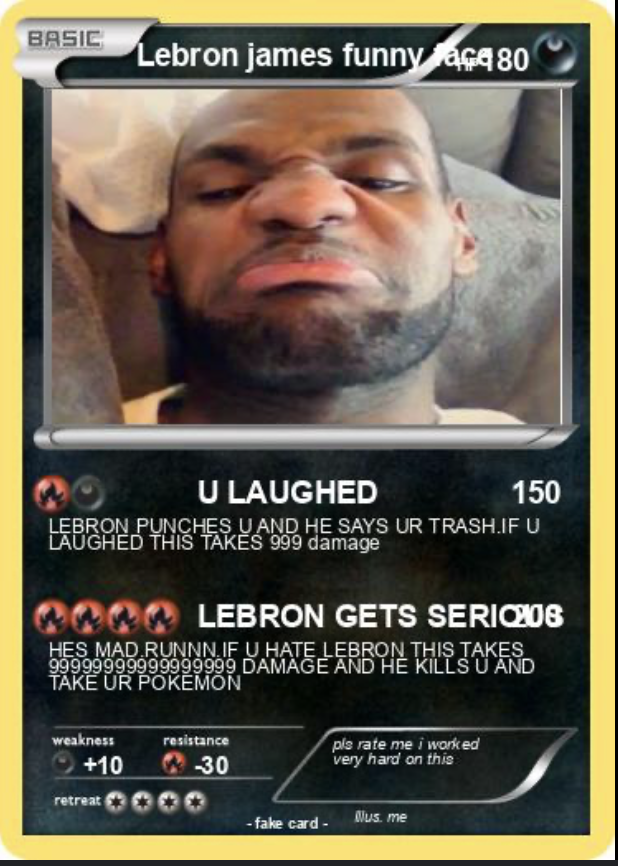 BASIC
Lebron james funny face HP 180
U LAUGHED 150
LEBRON PUNCHES U AND HE SAYS UR TRASH.IF U
LAUGHED THIS TAKES 999 damage
LEBRON GETS SERIOUS
HES MAD.RUNNN.IF U HATE LEBRON THIS TAKES
99999999999999999 DAMAGE AND HE KILLS U AND
TAKE UR POKEMON
weakness resistance
+10 -30
pls rate me i worked
very hard on this
retreat
- fake card -
Illus. me